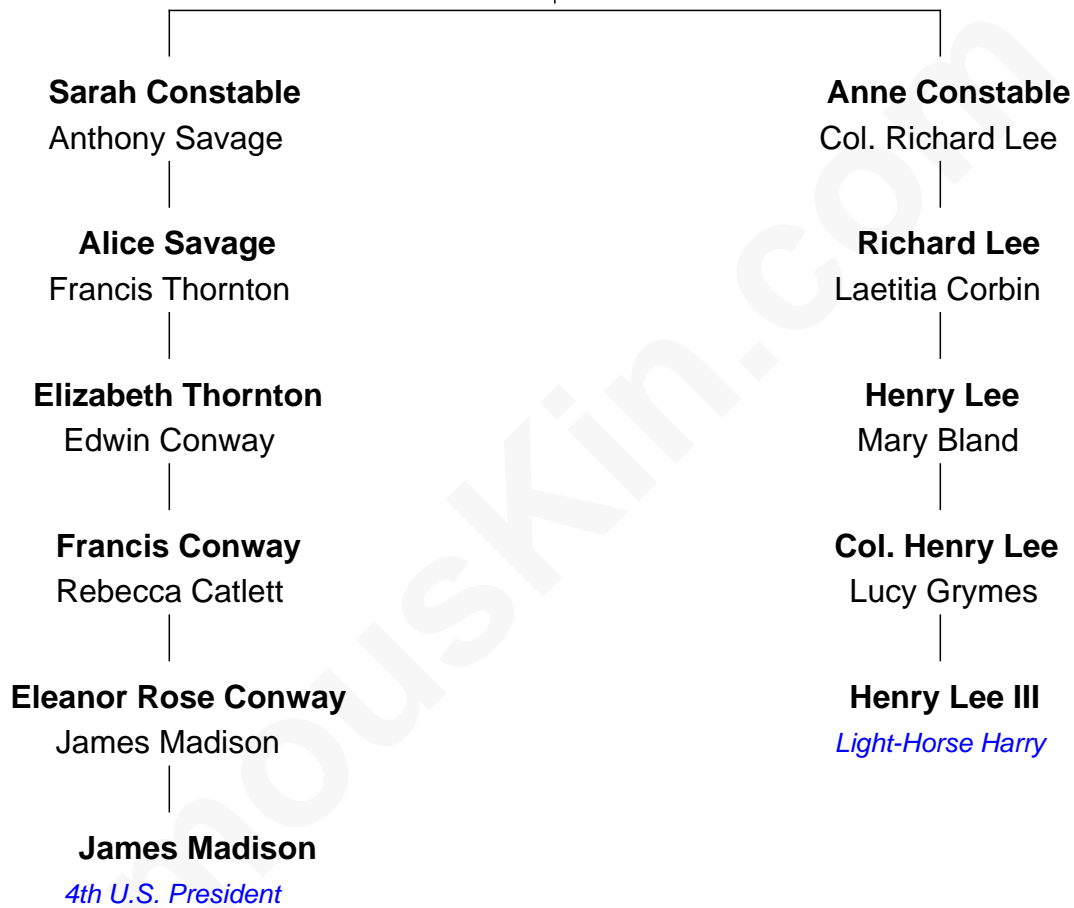 Sarah Constable
Anthony Savage
Alice Savage
Francis Thornton
Elizabeth Thornton
Edwin Conway
Francis Conway
Rebecca Catlett
Eleanor Rose Conway
James Madison
James Madison
4th U.S. President
Anne Constable
Col. Richard Lee
Richard Lee
Laetitia Corbin
Henry Lee
Mary Bland
Col. Henry Lee
Lucy Grymes
Henry Lee III
Light-Horse Harry
mouskin.com